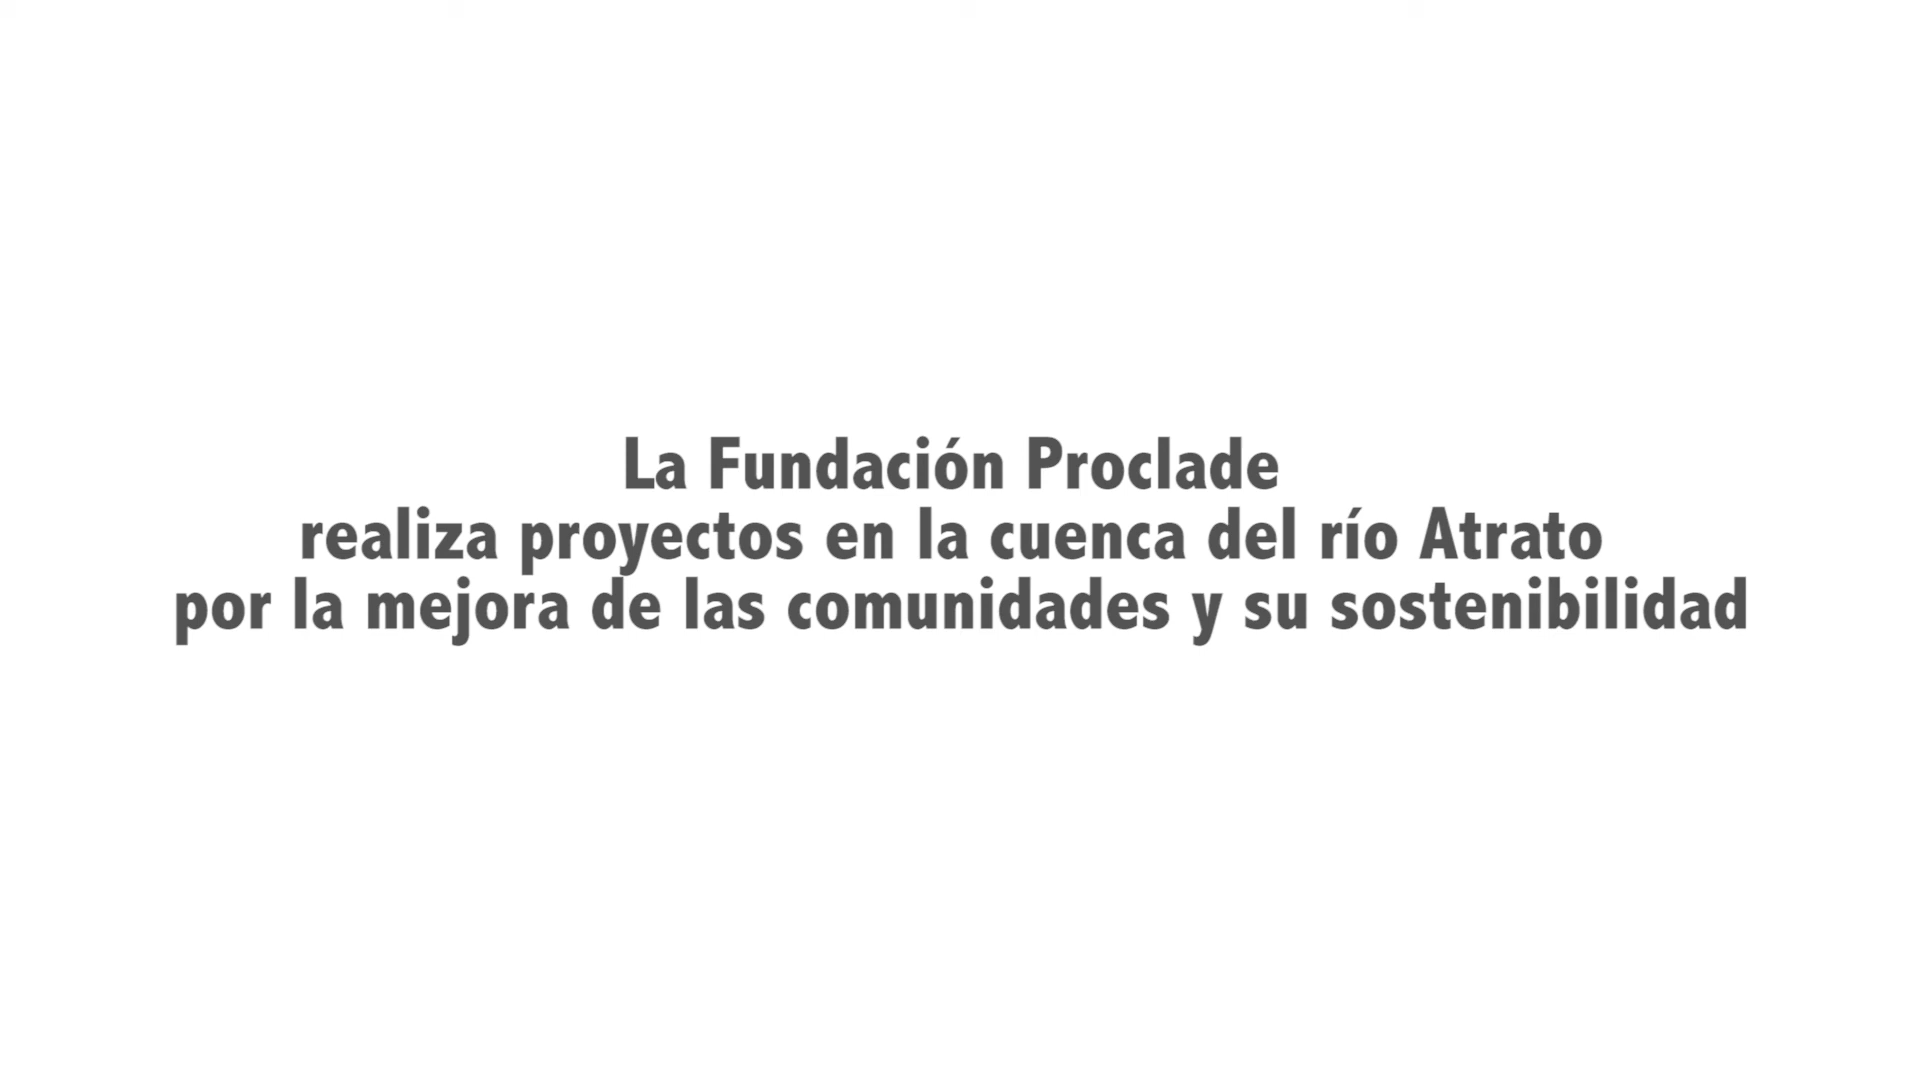 La Fundación Proclade
realiza proyectos en la cuenca del río Atrato
por la mejora de las comunidades y su sostenibilidad